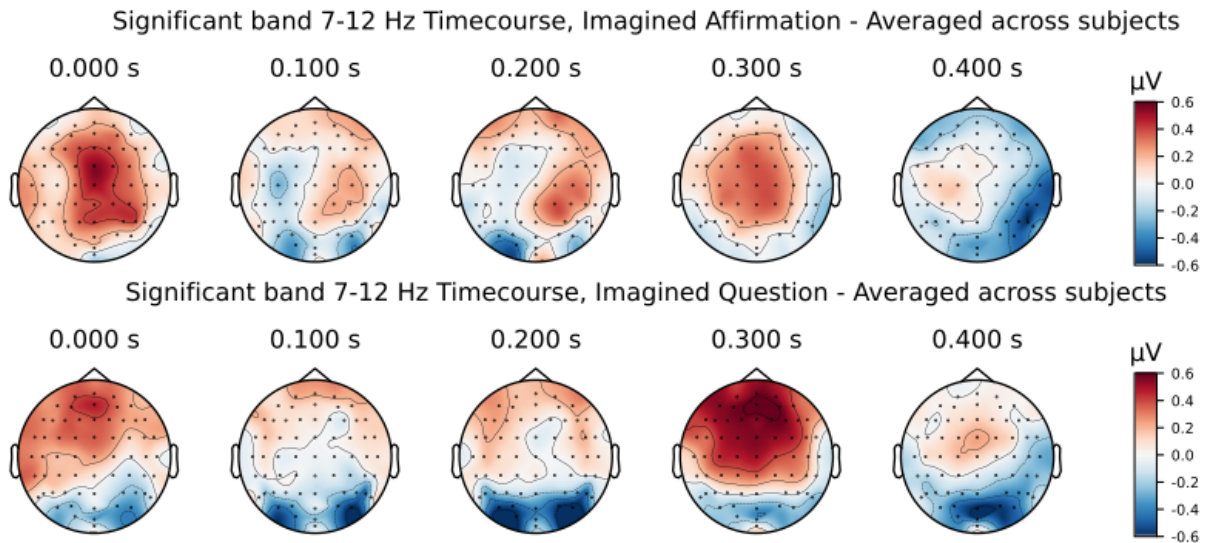 Significant band 7-12 Hz Timecourse, Imagined Affirmation - Averaged across subjects
0.000 s 0.100 s 0.200 s 0.300 s 0.400 s
µV
0.6
0.4
0.2
0.0
-0.2
-0.4
-0.6
Significant band 7-12 Hz Timecourse, Imagined Question - Averaged across subjects
0.000 s 0.100 s 0.200 s 0.300 s 0.400 s
µV
0.6
0.4
0.2
0.0
-0.2
-0.4
-0.6